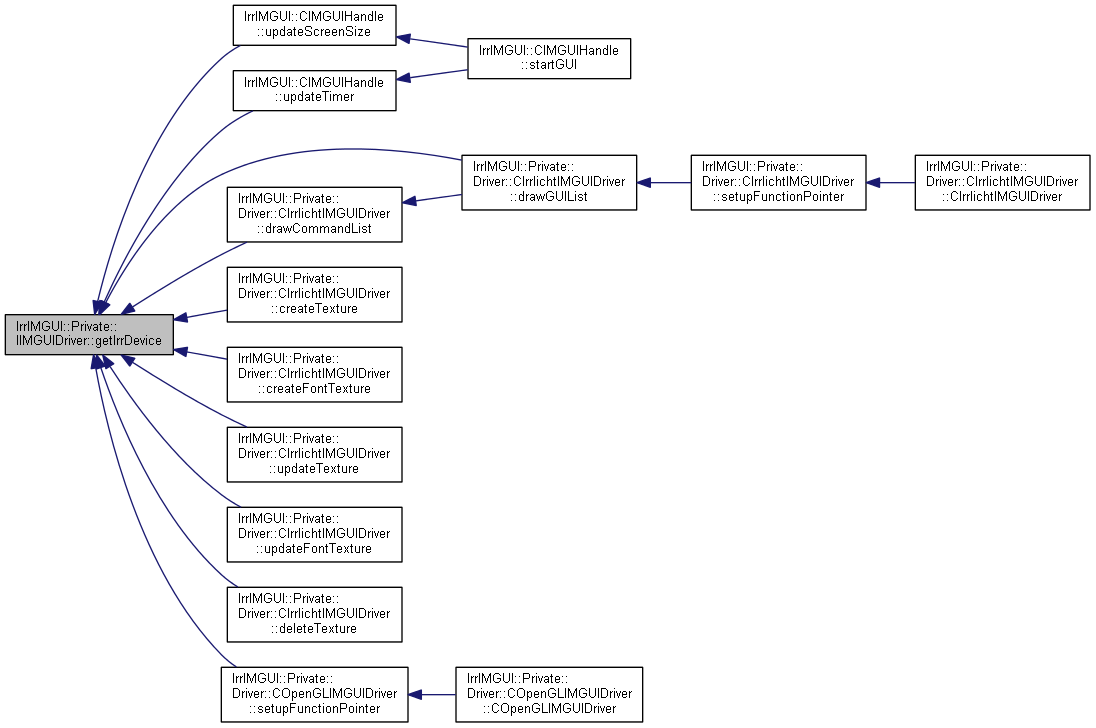 IrrIMGUI::CIMGUIHandle
::updateScreenSize
IrrIMGUI::CIMGUIHandle
::startGUI
IrrIMGUI::CIMGUIHandle
::updateTimer
IrrIMGUI::Private::
Driver::CIrrlichtIMGUIDriver
::drawGUIList
IrrIMGUI::Private::
Driver::CIrrlichtIMGUIDriver
::setupFunctionPointer
IrrIMGUI::Private::
Driver::CIrrlichtIMGUIDriver
::CIrrlichtIMGUIDriver
IrrIMGUI::Private::
Driver::CIrrlichtIMGUIDriver
::drawCommandList
IrrIMGUI::Private::
Driver::CIrrlichtIMGUIDriver
::createTexture
IrrIMGUI::Private::
IIMGUIDriver::getIrrDevice
IrrIMGUI::Private::
Driver::CIrrlichtIMGUIDriver
::createFontTexture
IrrIMGUI::Private::
Driver::CIrrlichtIMGUIDriver
::updateTexture
IrrIMGUI::Private::
Driver::CIrrlichtIMGUIDriver
::updateFontTexture
IrrIMGUI::Private::
Driver::CIrrlichtIMGUIDriver
::deleteTexture
IrrIMGUI::Private::
Driver::COpenGLIMGUIDriver
::setupFunctionPointer
IrrIMGUI::Private::
Driver::COpenGLIMGUIDriver
::COpenGLIMGUIDriver